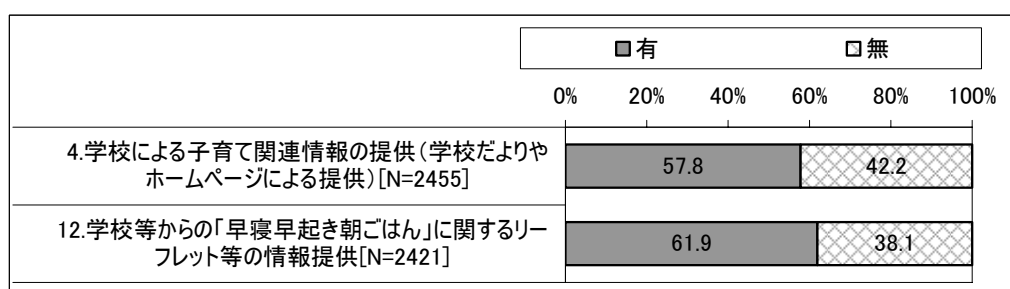 有 無
0% 20% 40% 60% 80% 100%
4.学校による子育て関連情報の提供（学校だよりや
ホームページによる提供）[N=2455]
57.8 42.2
12.学校等からの「早寝早起き朝ごはん」に関するリー
フレット等の情報提供[N=2421]
61.9 38.1